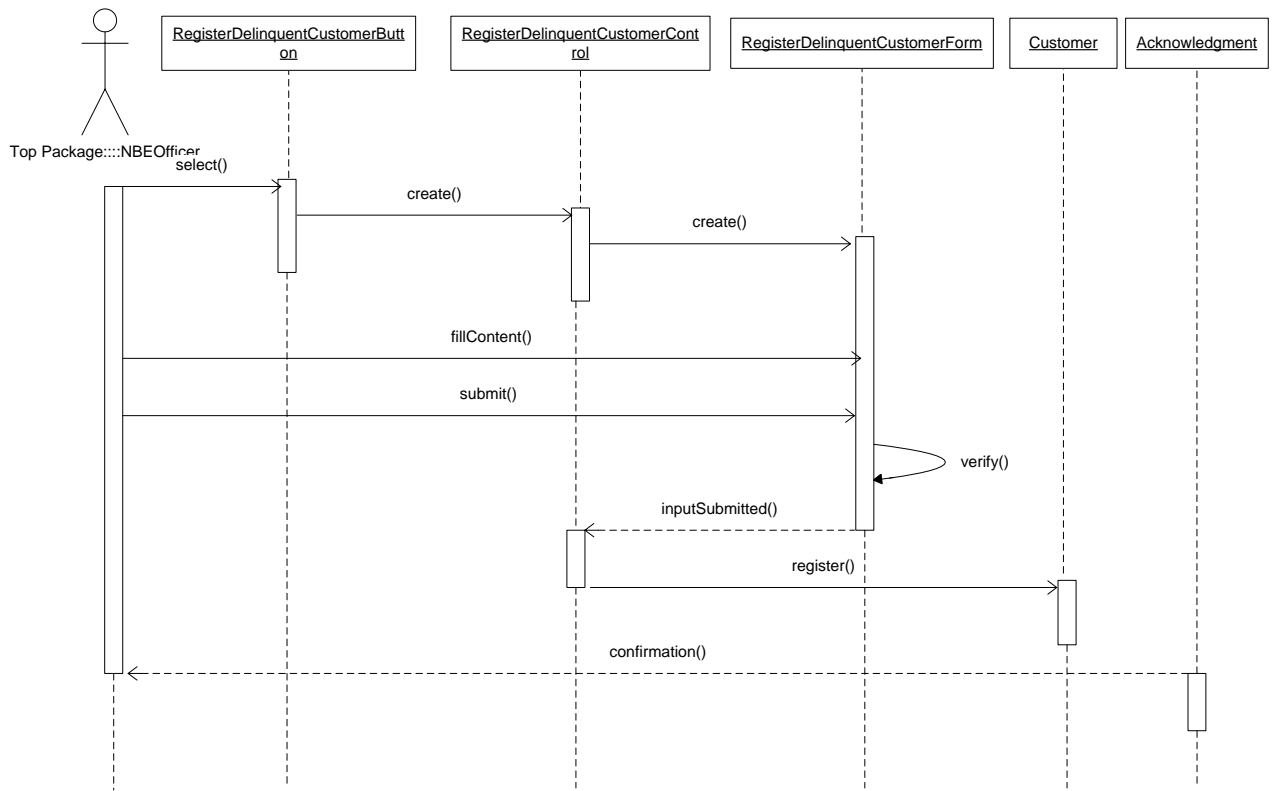 RegisterDelinquentCustomerButt
on
RegisterDelinquentCustomerCont
rol
RegisterDelinquentCustomerForm
Customer
Acknowledgment
Top Package::::NBEOfficer
select()
create()
create()
fillContent()
submit()
verify()
inputSubmitted()
register()
confirmation()